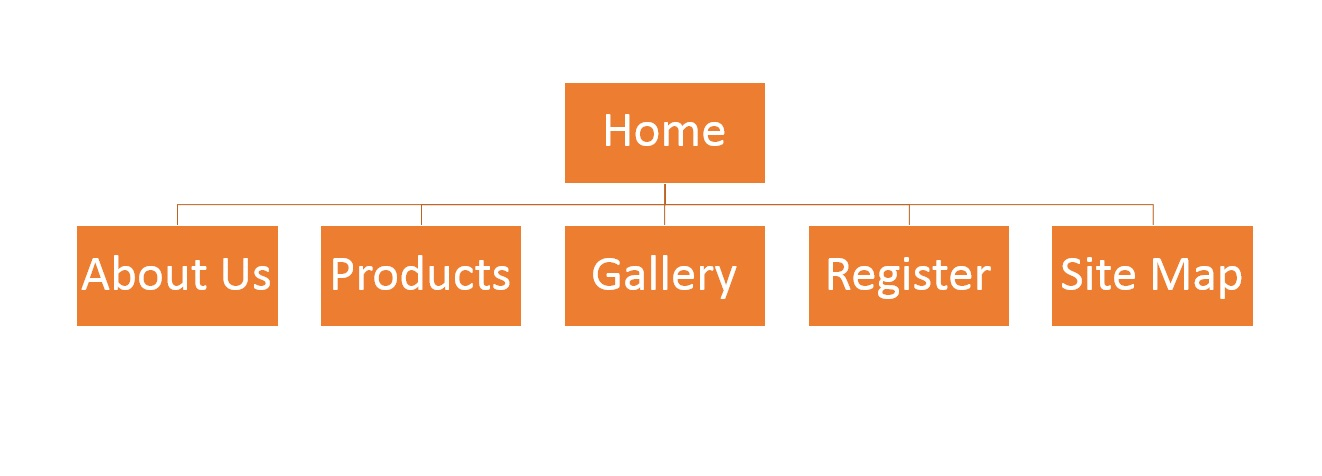 Home
About Us
Products
Gallery
Register
Site Map